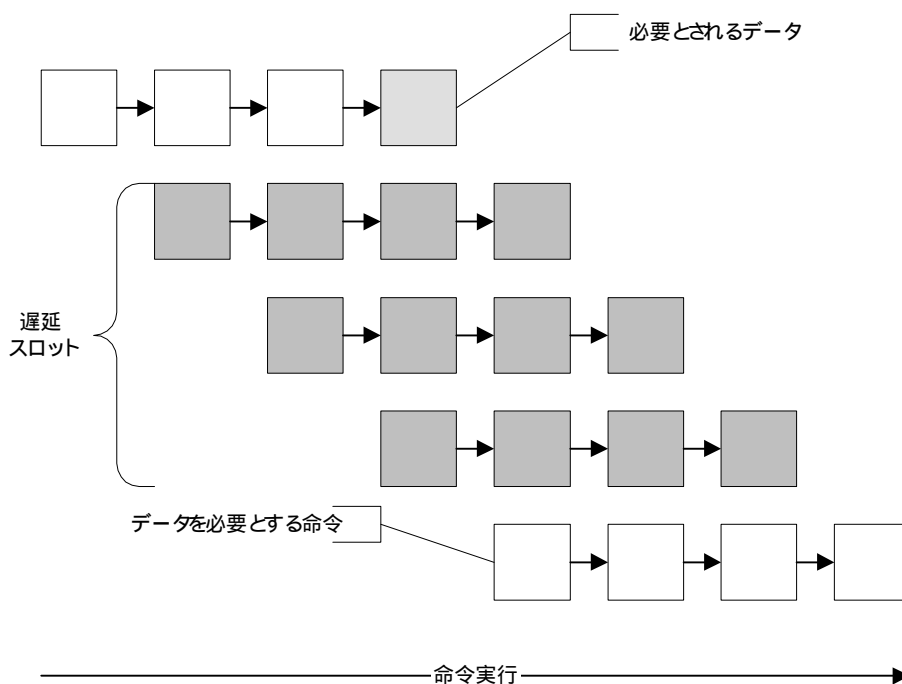 必要とされるデータ
遅延
スロット
データを必要とする命令
命令実行